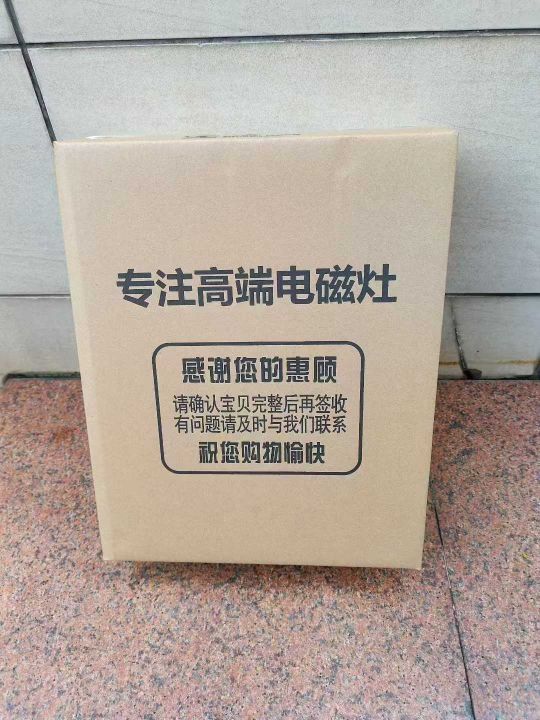 专注高端电磁灶
感谢您的惠顾
请确认宝贝完整后再签收
有问题请及时与我们联系
祝您购物愉快